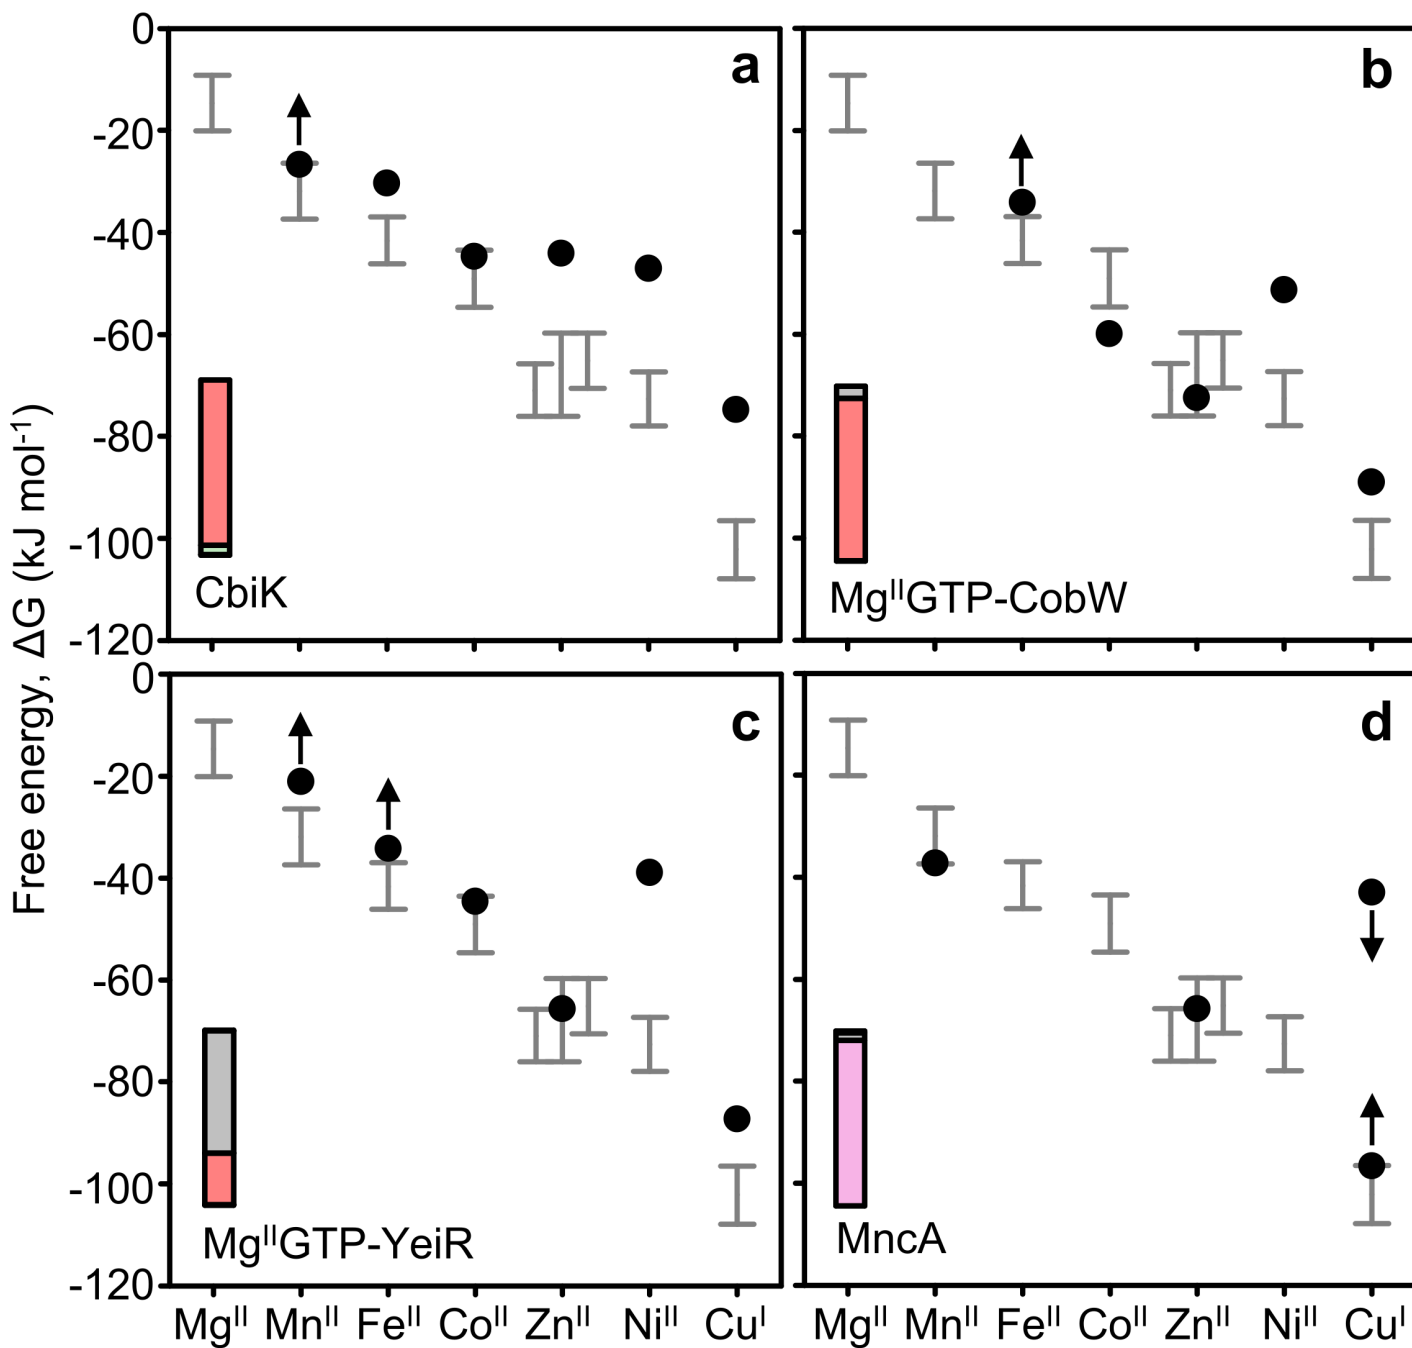 Free energy, ΔG (kJ mol⁻¹)
0
-20
-40
-60
-80
-100
-120
a
CbiK
b
MgᴵᴵGTP-CobW
0
-20
-40
-60
-80
-100
-120
c
MgᴵᴵGTP-YeiR
d
MncA
Mgᴵᴵ Mnᴵᴵ Feᴵᴵ Coᴵᴵ Znᴵᴵ Niᴵᴵ Cuᴵ
Mgᴵᴵ Mnᴵᴵ Feᴵᴵ Coᴵᴵ Znᴵᴵ Niᴵᴵ Cuᴵ